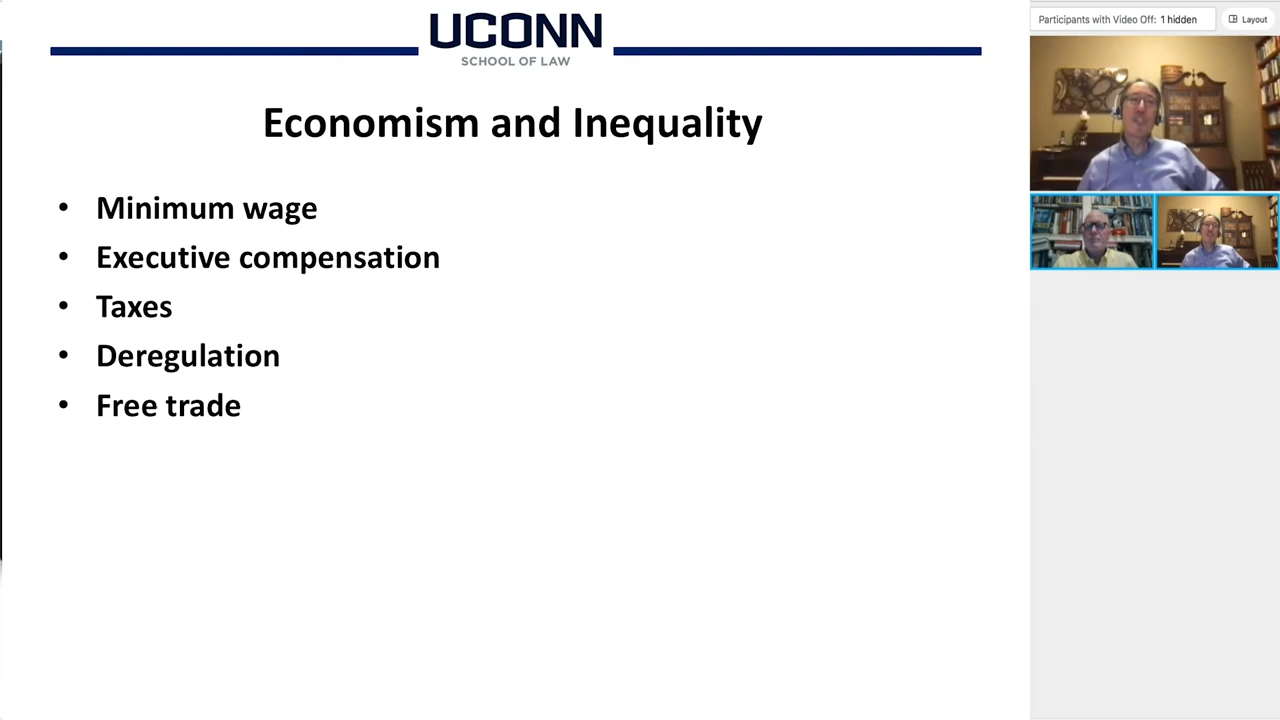 UCONN
SCHOOL OF LAW
Economism and Inequality
• Minimum wage
• Executive compensation
• Taxes
• Deregulation
• Free trade
Participants with Video Off: 1 hidden
Layout